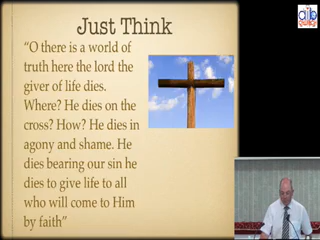 Just Think
“O there is a world of
truth here the lord the
giver of life dies.
Where? He dies on the
cross? How? He dies in
agony and shame. He
dies bearing our sin he
dies to give life to all
who will come to Him
by faith”